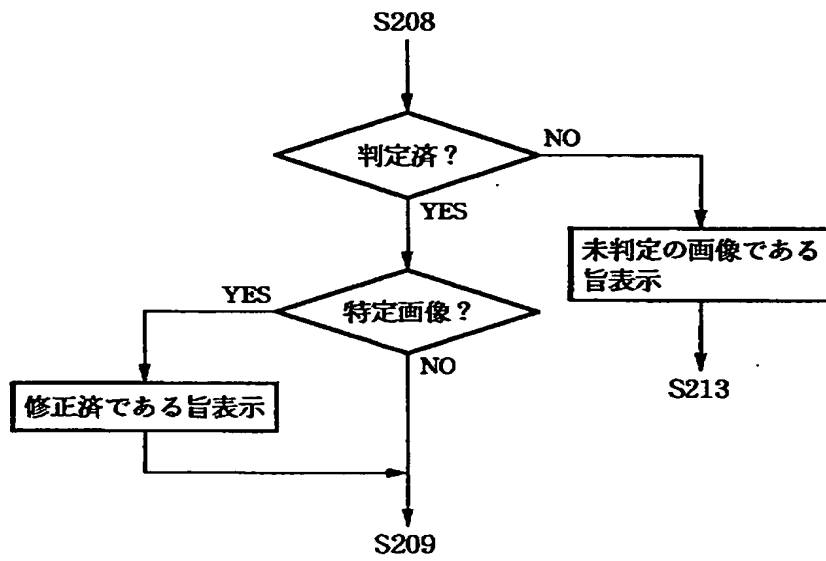 S208
判定済？
NO
YES
未判定の画像である
旨表示
YES
特定画像？
NO
S213
修正済である旨表示
S209